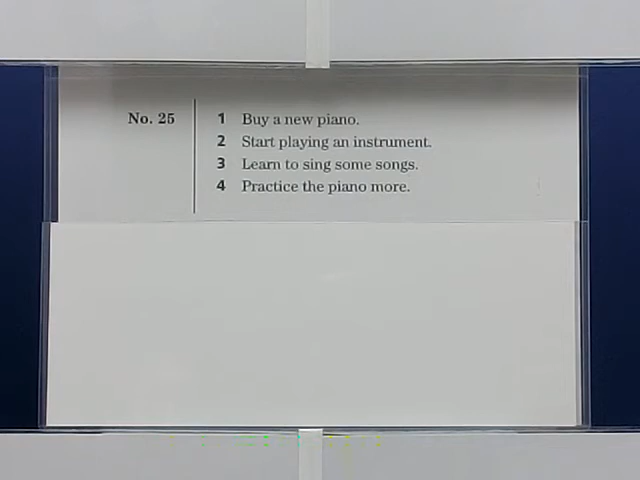 No. 25
1 Buy a new piano.
2 Start playing an instrument.
3 Learn to sing some songs.
4 Practice the piano more.